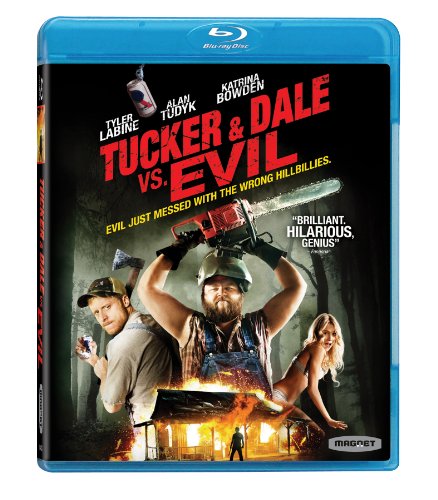 Blu-ray Disc
TYLER LABINE
ALAN TUDYK
KATRINA BOWDEN
TUCKER & DALE
VS. EVIL
EVIL JUST MESSED WITH THE WRONG HILLBILLIES.
"BRILLIANT.
HILARIOUS,
GENIUS"
MAGNET
TUCKER & DALE VS. EVIL